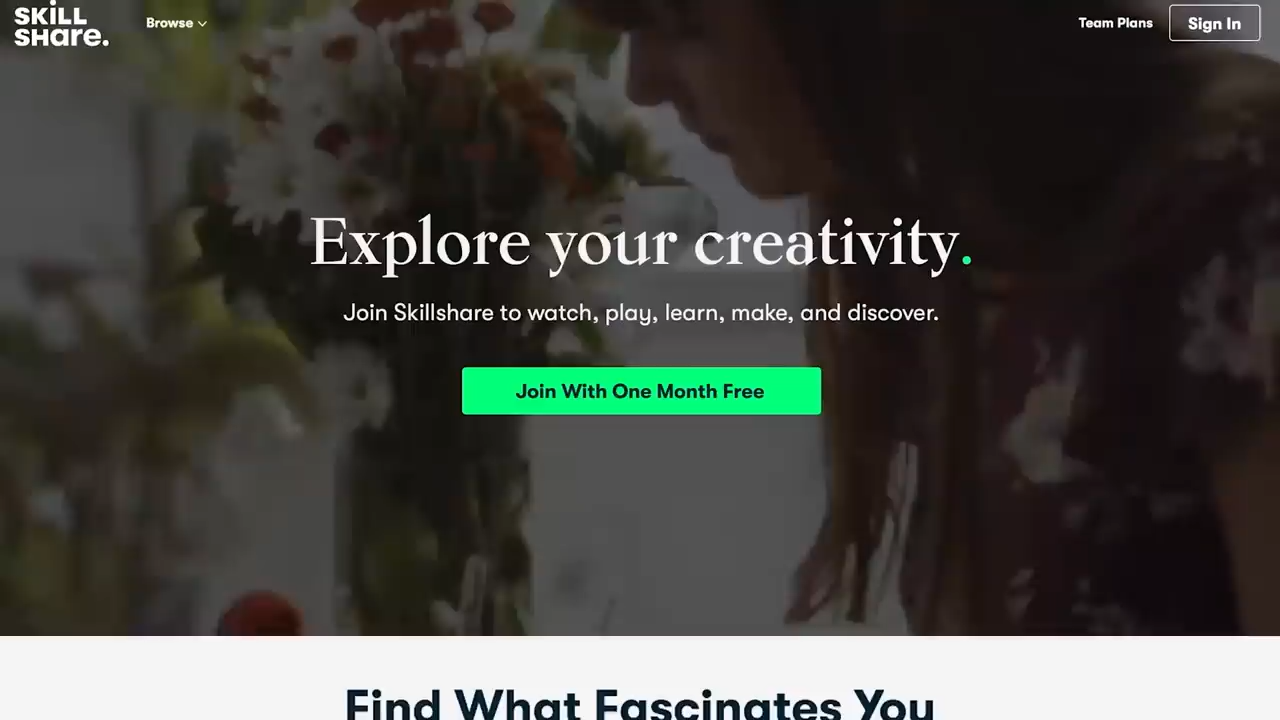 SKILL
SHare.
Browse
Team Plans
Sign In
Explore your creativity.
Join Skillshare to watch, play, learn, make, and discover.
Join With One Month Free
Find What Fascinates You